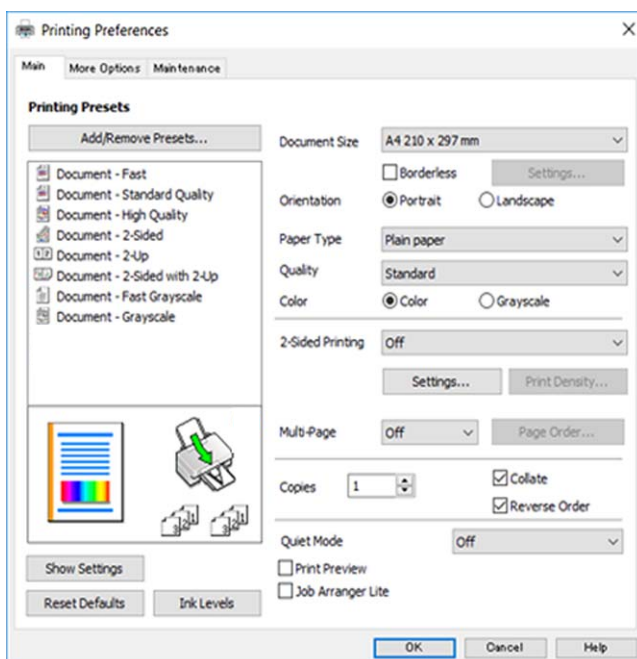 Printing Preferences
Main More Options Maintenance
Printing Presets
Add/Remove Presets...
Document - Fast
Document - Standard Quality
Document - High Quality
Document - 2-Sided
Document - 2-Up
Document - 2-Sided with 2-Up
Document - Fast Grayscale
Document - Grayscale
Show Settings
Reset Defaults Ink Levels
Document Size A4 210 x 297 mm
Borderless Settings...
Orientation Portrait Landscape
Paper Type Plain paper
Quality Standard
Color Color Grayscale
2-Sided Printing Off
Settings... Print Density...
Multi-Page Off Page Order...
Copies 1 Collate
Reverse Order
Quiet Mode Off
Print Preview
Job Arranger Lite
OK Cancel Help